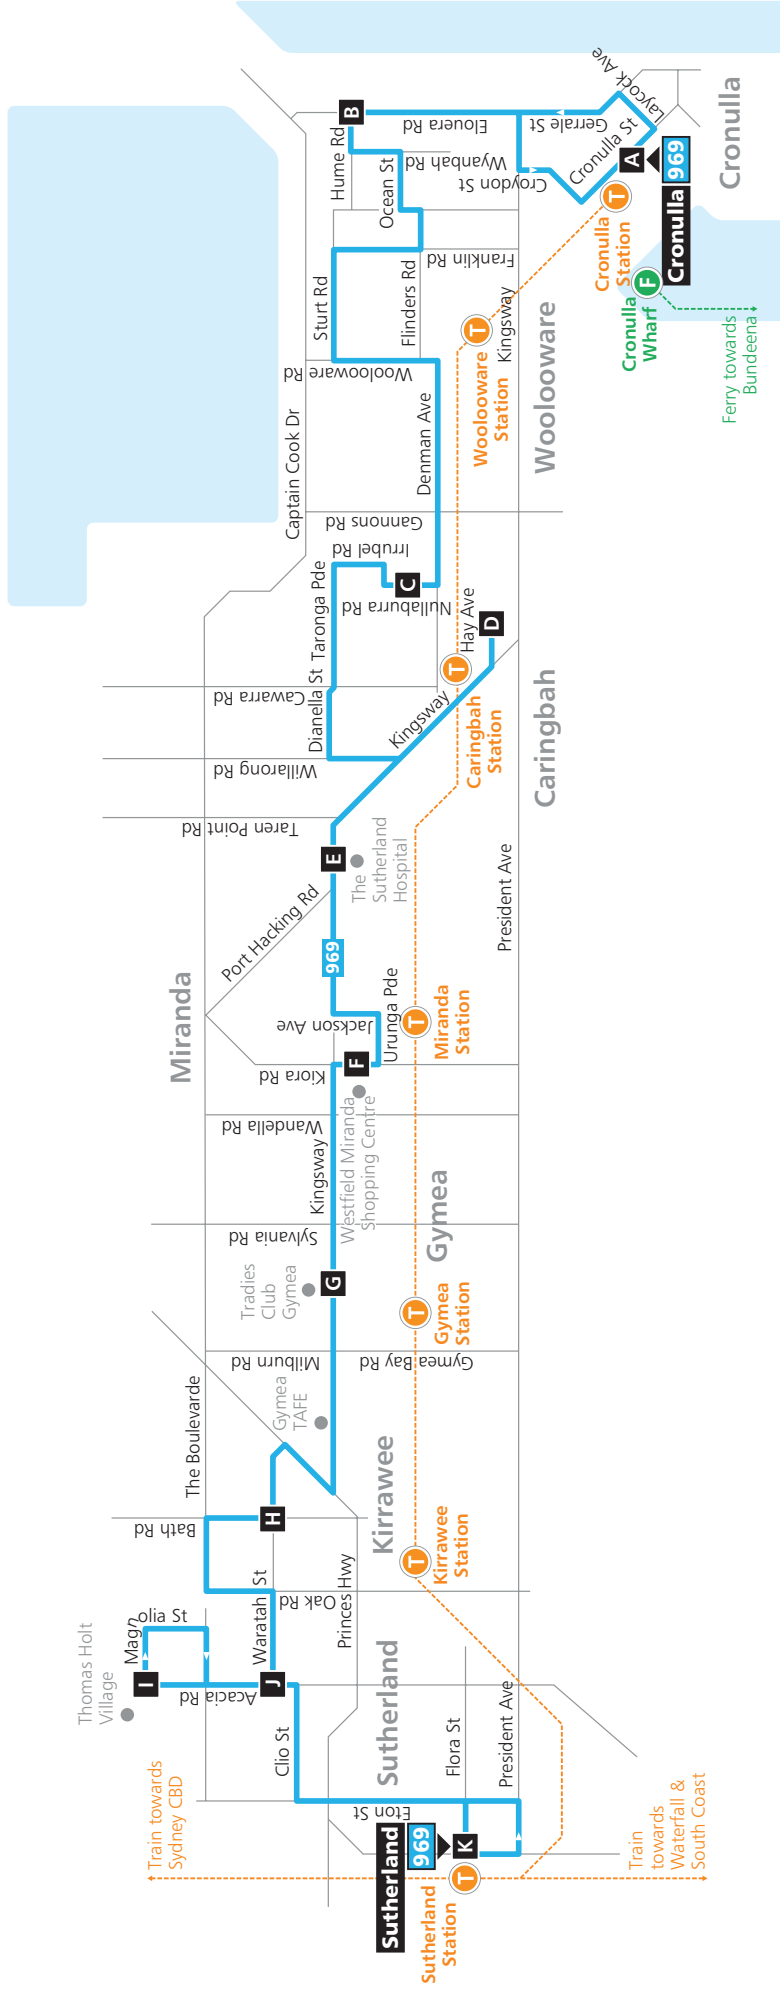 Laycock Ave
B
Elouera Rd
Gerrale St
Hume Rd
Wyanbah Rd
Cronulla St
A
969
Cronulla
Ocean St
Croydon St
T
Cronulla
Station
Cronulla
Franklin Rd
F
Cronulla
Wharf
Sturt Rd
Flinders Rd
Kingsway
T
Woolooware
Station
Woolooware
Ferry towards
Bundeena
Woolooware Rd
Captain Cook Dr
Denman Ave
Gannons Rd
Irrubel Rd
C
Nullaburra Rd
Taronga Pde
Hay Ave
D
T
Caringbah
Station
Caringbah
Cawarra Rd
Dianella St
Kingsway
Willarong Rd
Taren Point Rd
E
The
Sutherland
Hospital
President Ave
Port Hacking Rd
969
Miranda
Jackson Ave
Urunga Pde
T
Miranda
Station
Kiora Rd
F
Wandella Rd
Westfield Miranda
Shopping Centre
Kingsway
Sylvania Rd
Gymea
Tradies
Club
Gymea
G
T
Gymea
Station
Milburn Rd
Gymea Bay Rd
The Boulevarde
Gymea
TAFE
Kirrawee
Bath Rd
H
T
Kirrawee
Station
Waratah St
Oak Rd
Princes Hwy
Magnolia St
Thomas Holt
Village
I
Acacia Rd
J
Sutherland
Clio St
Flora St
President Ave
Eton St
Train towards
Sydney CBD
Sutherland
969
K
T
Sutherland
Station
Train
towards
Waterfall &
South Coast